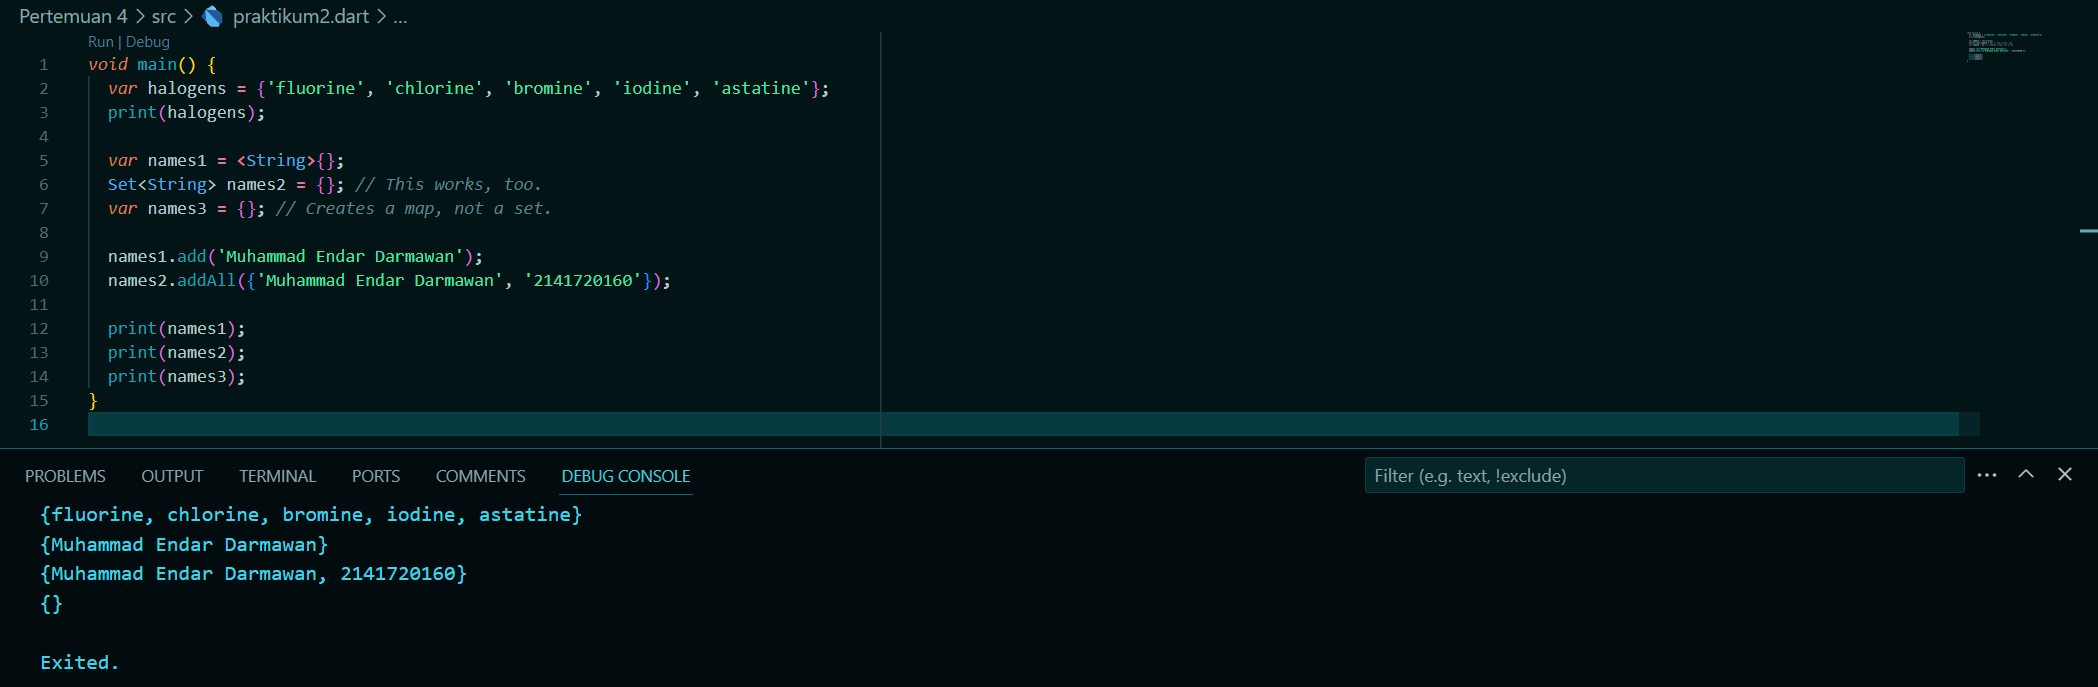 Pertemuan 4 > src > praktikum2.dart > ...
Run | Debug
1 void main() {
2   var halogens = {'fluorine', 'chlorine', 'bromine', 'iodine', 'astatine'};
3   print(halogens);
4
5   var names1 = <String>{};
6   Set<String> names2 = {}; // This works, too.
7   var names3 = {}; // Creates a map, not a set.
8
9   names1.add('Muhammad Endar Darmawan');
10   names2.addAll({'Muhammad Endar Darmawan', '2141720160'});
11
12   print(names1);
13   print(names2);
14   print(names3);
15 }
16
PROBLEMS OUTPUT TERMINAL PORTS COMMENTS DEBUG CONSOLE Filter (e.g. text, !exclude) ...
{fluorine, chlorine, bromine, iodine, astatine}
{Muhammad Endar Darmawan}
{Muhammad Endar Darmawan, 2141720160}
{}
Exited.